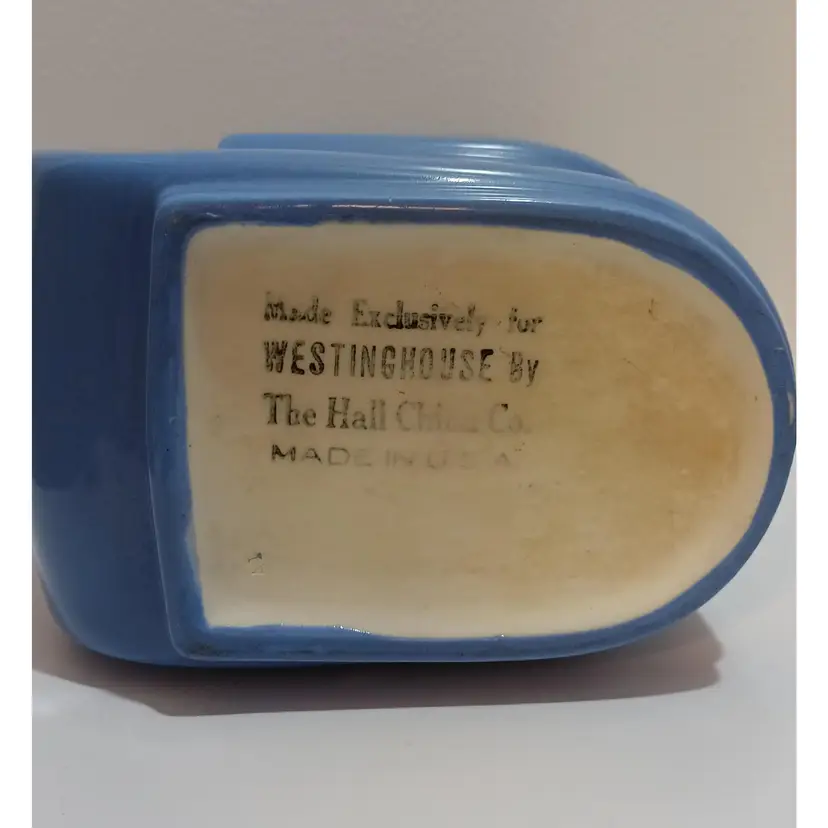 Made Exclusively for
WESTINGHOUSE By
The Hall China Co.
MADE IN U.S.A.